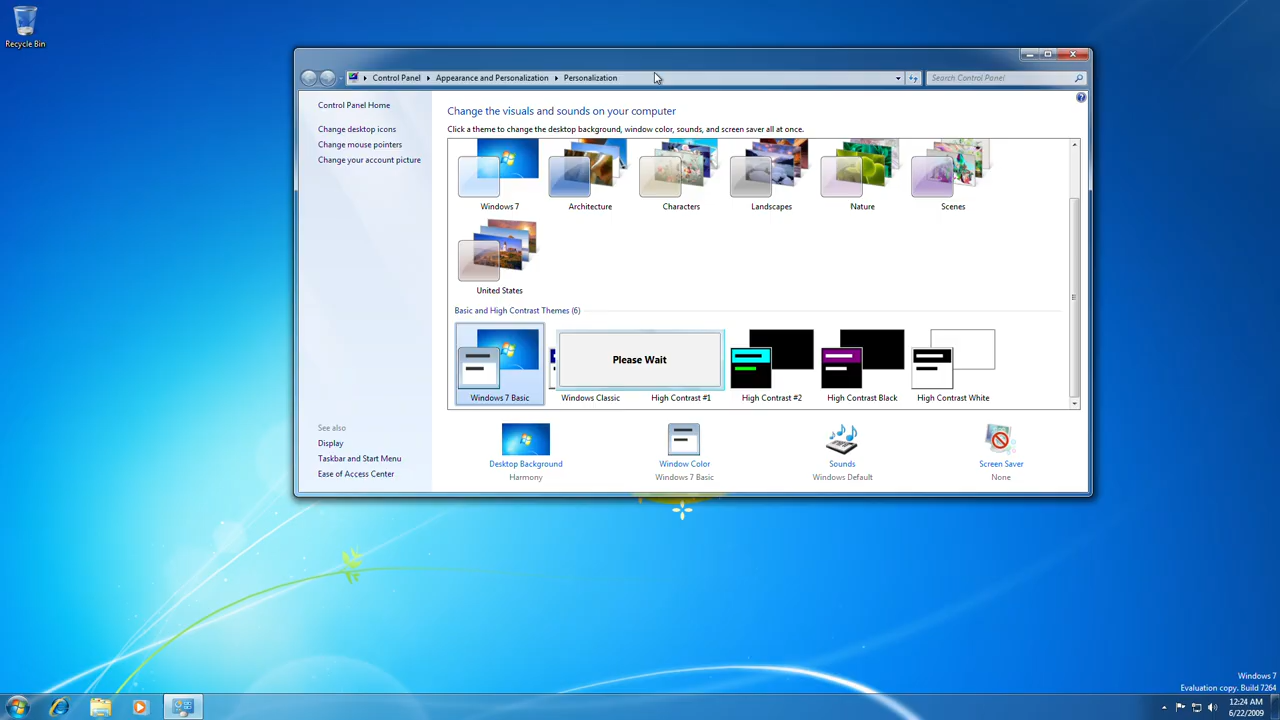 Recycle Bin
Control Panel
Appearance and Personalization
Personalization
Search Control Panel
Control Panel Home
Change desktop icons
Change mouse pointers
Change your account picture
Change the visuals and sounds on your computer
Click a theme to change the desktop background, window color, sounds, and screen saver all at once.
Windows 7
Architecture
Characters
Landscapes
Nature
Scenes
United States
Basic and High Contrast Themes (6)
Please Wait
Windows 7 Basic
Windows Classic
High Contrast #1
High Contrast #2
High Contrast Black
High Contrast White
See also
Display
Taskbar and Start Menu
Ease of Access Center
Desktop Background
Harmony
Window Color
Windows 7 Basic
Sounds
Windows Default
Screen Saver
None
Windows 7
Evaluation copy. Build 7264
12:24 AM
6/22/2009